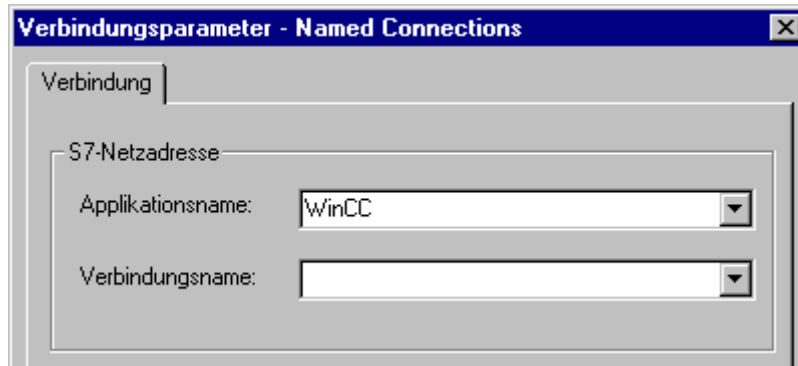 Verbindungsparameter - Named Connections
Verbindung
S7-Netzadresse
Applikationsname: WinCC
Verbindungsname: